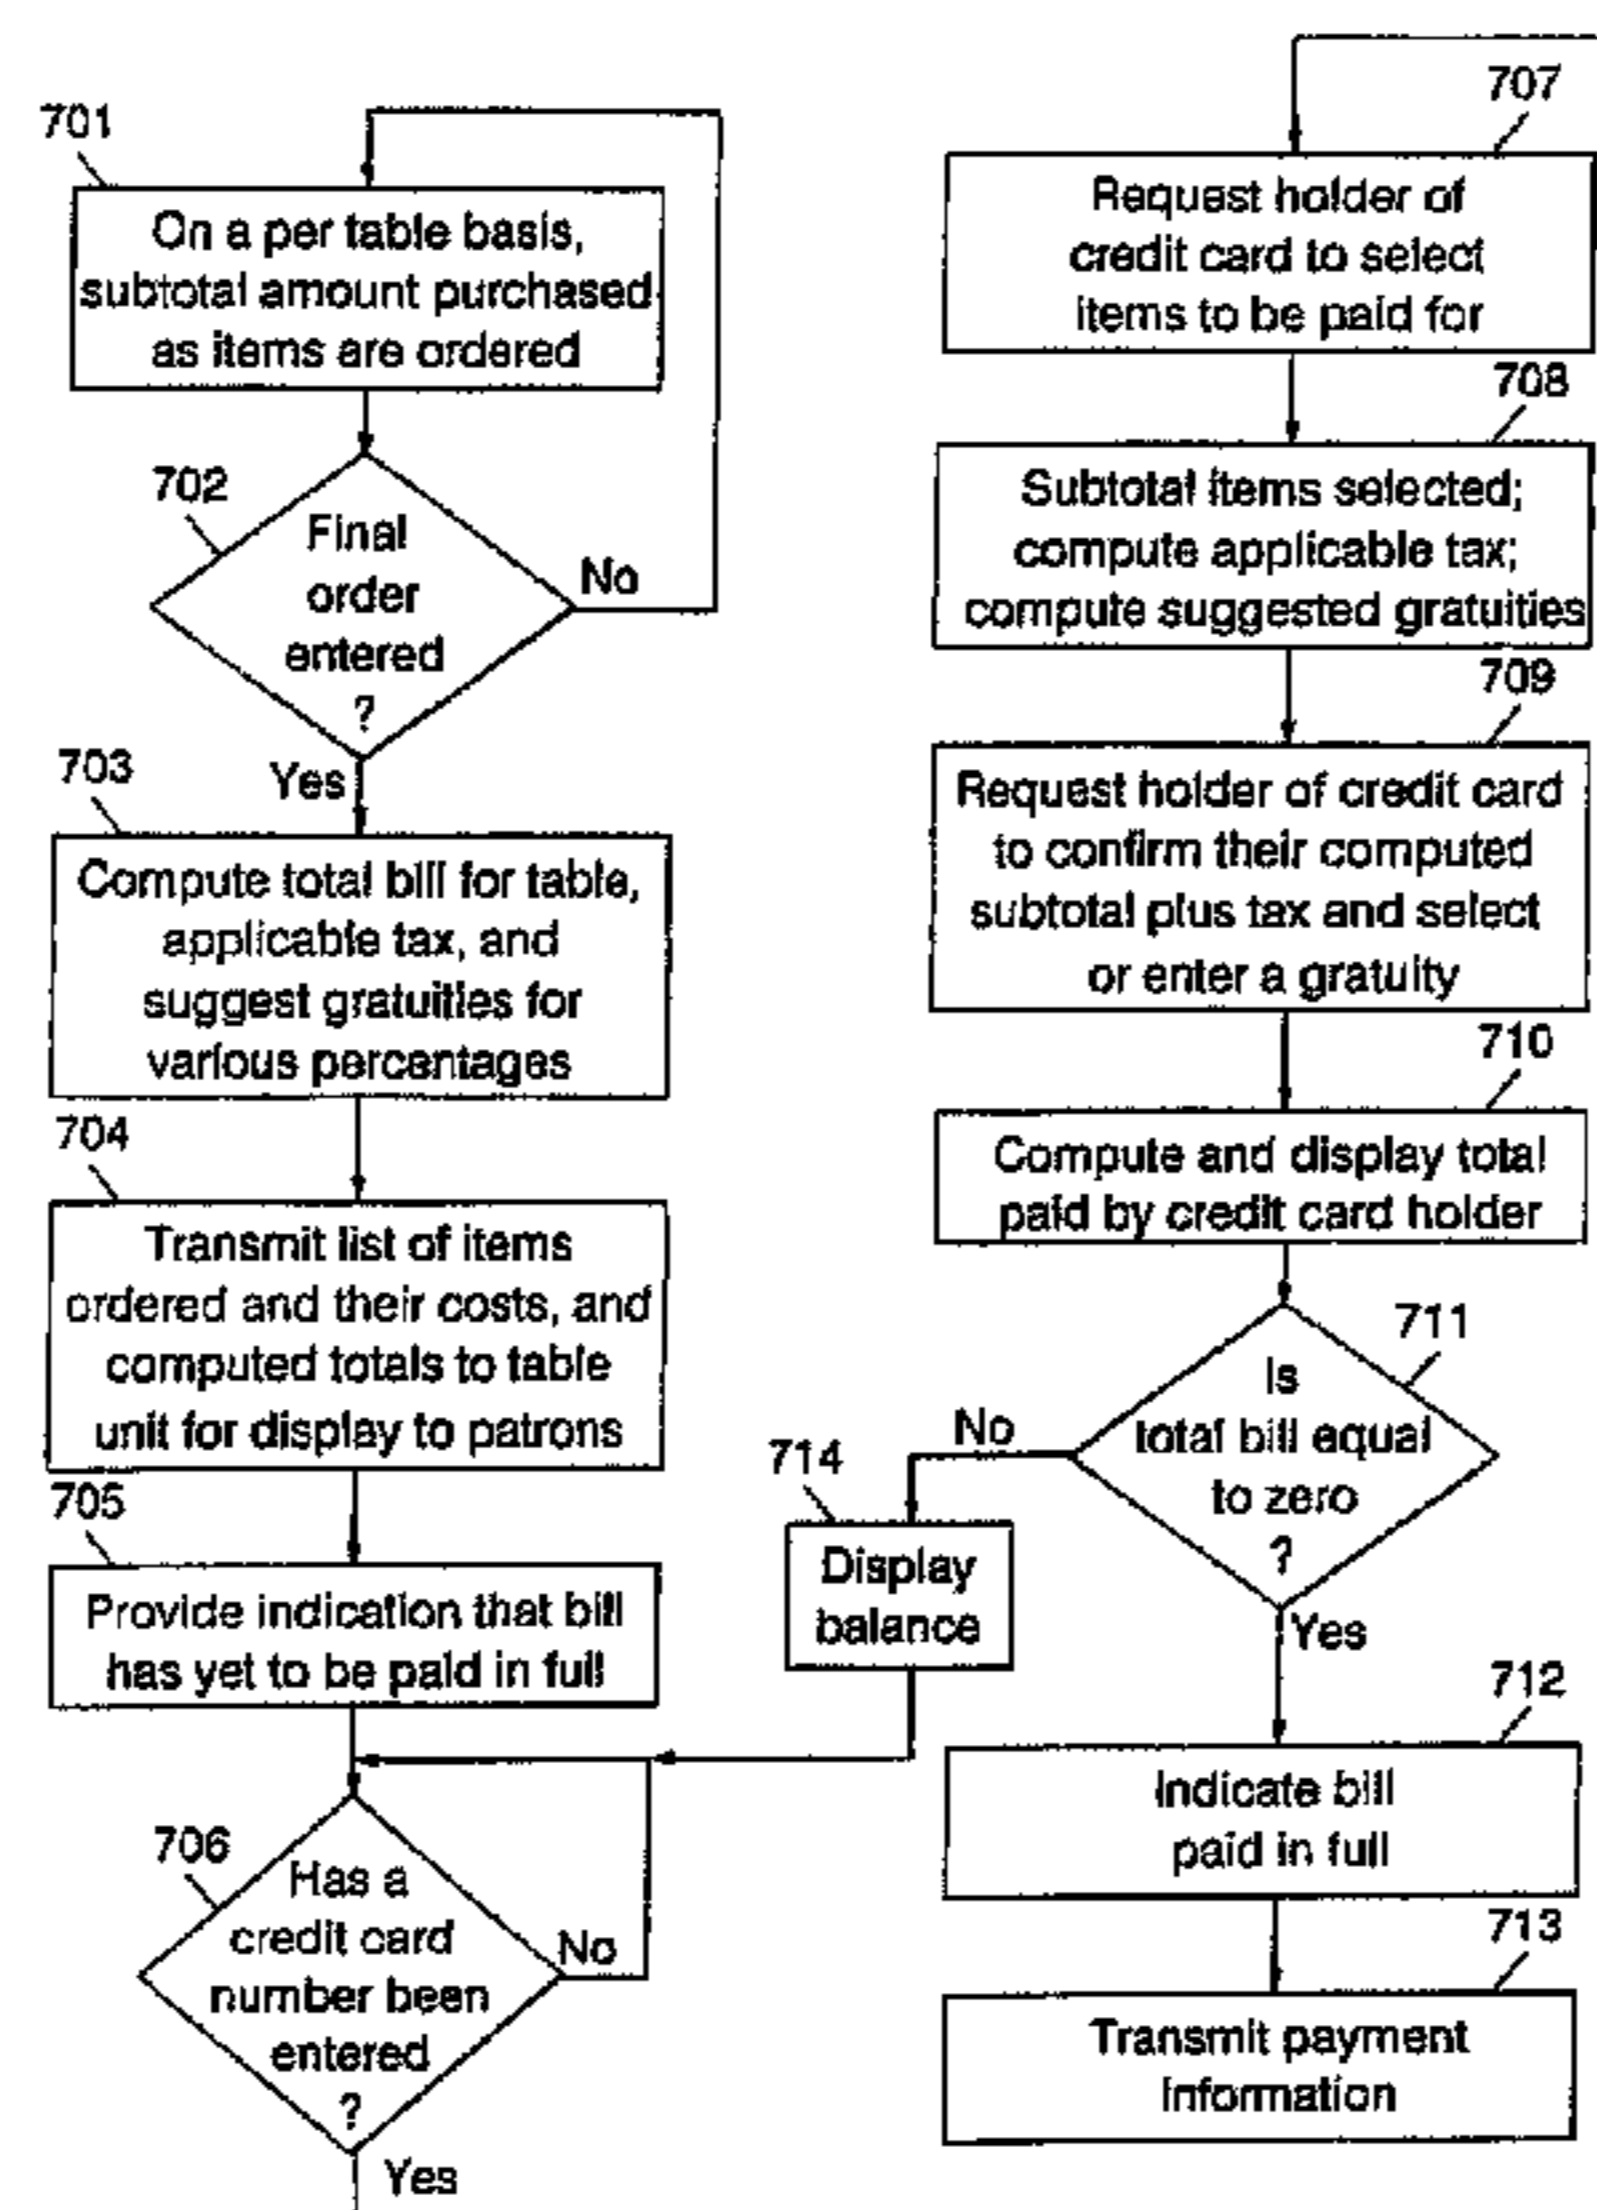 701
On a per table basis,
subtotal amount purchased
as items are ordered
702
Final
order
entered
?
No
Yes
703
Compute total bill for table,
applicable tax, and
suggest gratuities for
various percentages
704
Transmit list of items
ordered and their costs, and
computed totals to table
unit for display to patrons
705
Provide indication that bill
has yet to be paid in full
706
Has a
credit card
number been
entered
?
No
Yes
707
Request holder of
credit card to select
items to be paid for
708
Subtotal items selected;
compute applicable tax;
compute suggested gratuities
709
Request holder of credit card
to confirm their computed
subtotal plus tax and select
or enter a gratuity
710
Compute and display total
paid by credit card holder
711
Is
total bill equal
to zero
?
No
714
Display
balance
Yes
712
Indicate bill
paid in full
713
Transmit payment
information